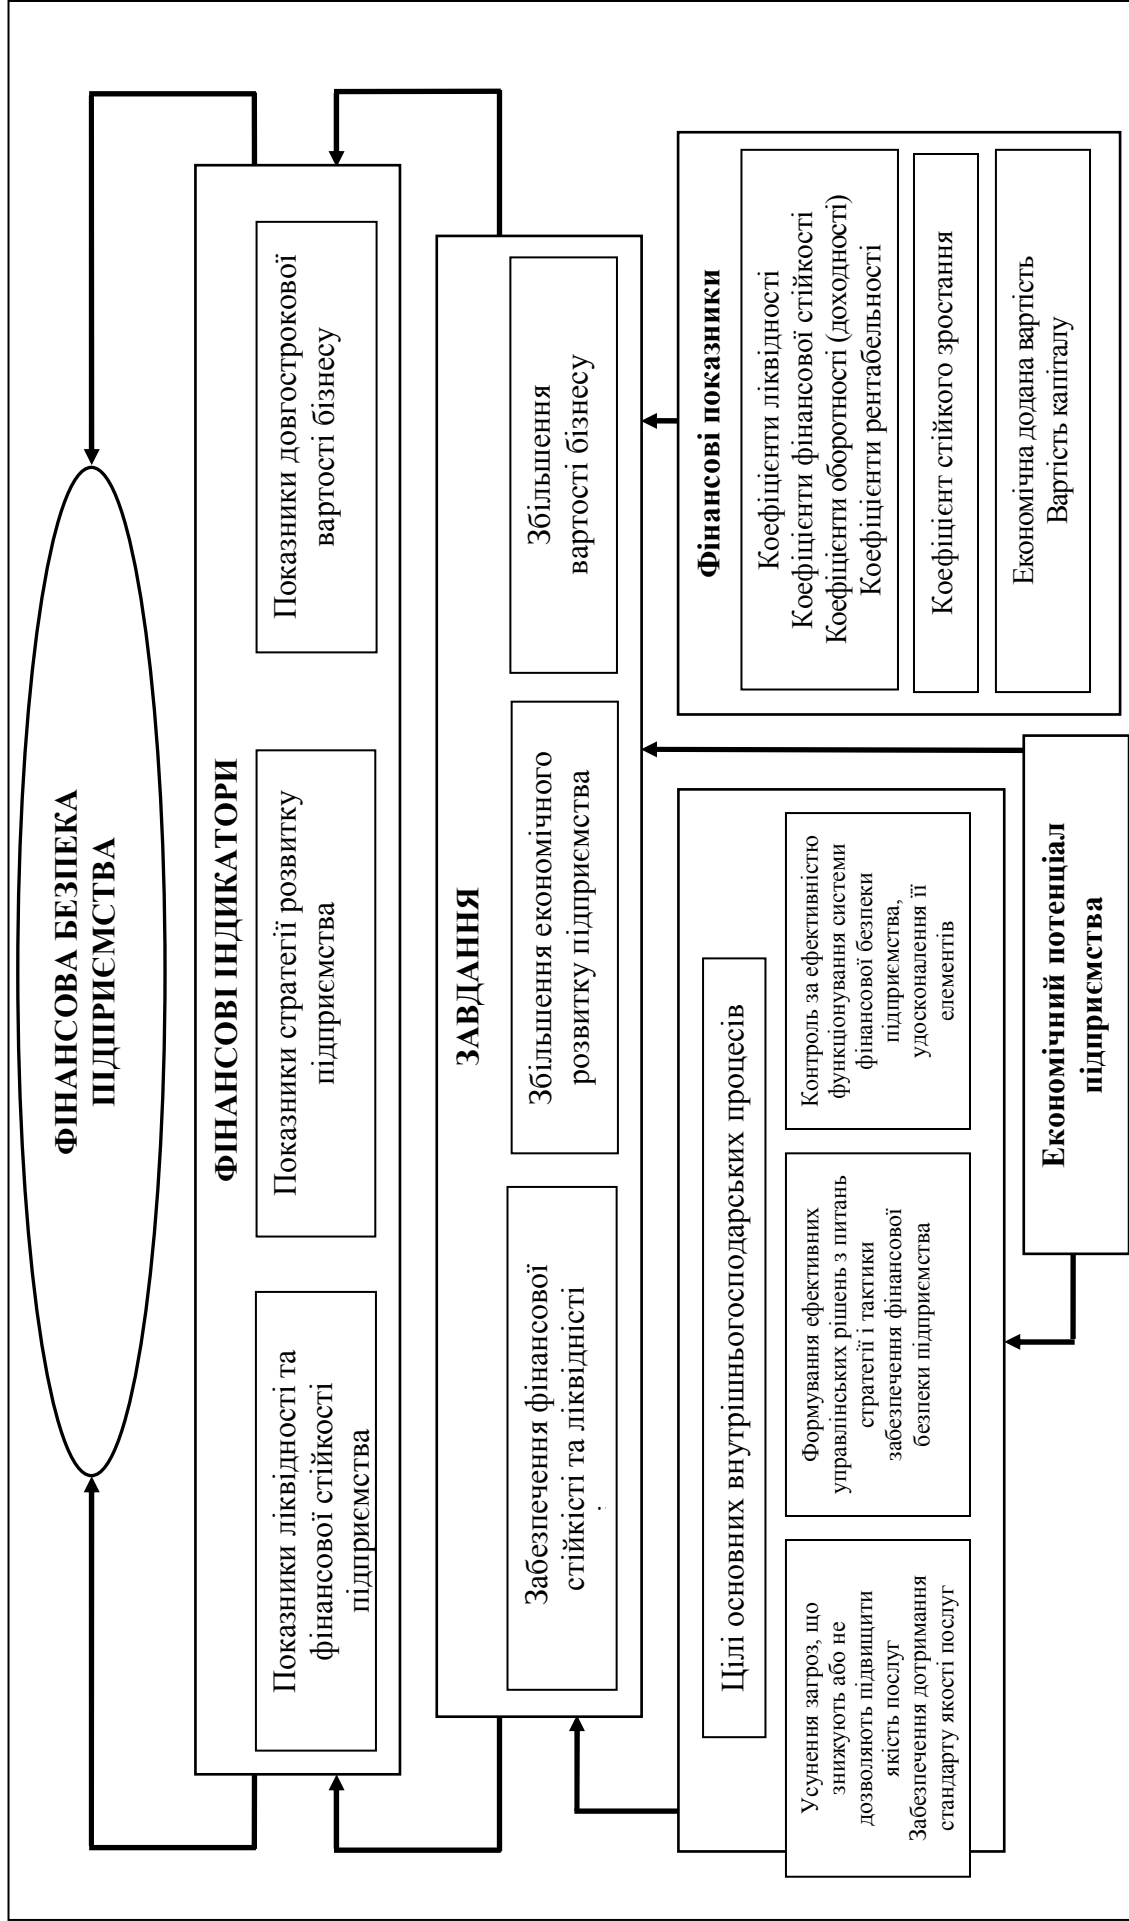 ФІНАНСОВА БЕЗПЕКА
ПІДПРИЄМСТВА
ФІНАНСОВІ ІНДИКАТОРИ
Показники ліквідності та
фінансової стійкості
підприємства
Показники стратегії розвитку
підприємства
Показники довгострокової
вартості бізнесу
ЗАВДАННЯ
Забезпечення фінансової
стійкісті та ліквідністі
Збільшення економічного
розвитку підприємства
Збільшення
вартості бізнесу
Цілі основних внутрішньогосподарських процесів
Усунення загроз, що
знижують або не
дозволяють підвищити
якість послуг
Забезпечення дотримання
стандарту якості послуг
Формування ефективних
управлінських рішень з питань
стратегії і тактики
забезпечення фінансової
безпеки підприємства
Контроль за ефективністю
функціонування системи
фінансової безпеки
підприємства,
удосконалення її
елементів
Фінансові показники
Коефіцієнти ліквідності
Коефіцієнти фінансової стійкості
Коефіцієнти оборотності (доходності)
Коефіцієнти рентабельності
Коефіцієнт стійкого зростання
Економічна додана вартість
Вартість капіталу
Економічний потенціал
підприємства